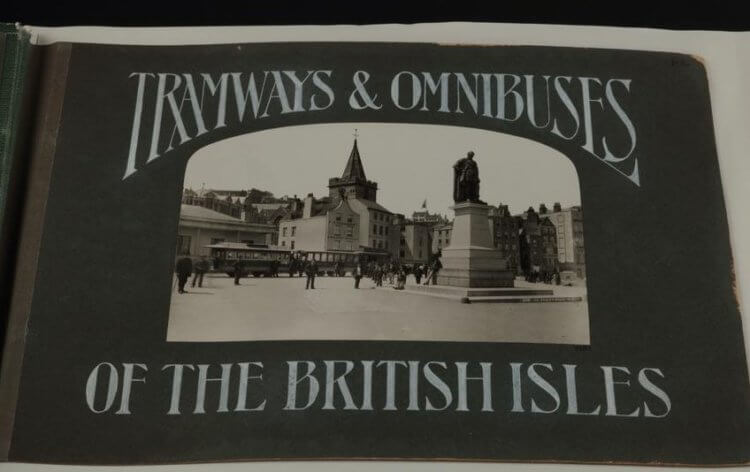 TRAMWAYS & OMNIBUSES
OF THE BRITISH ISLES